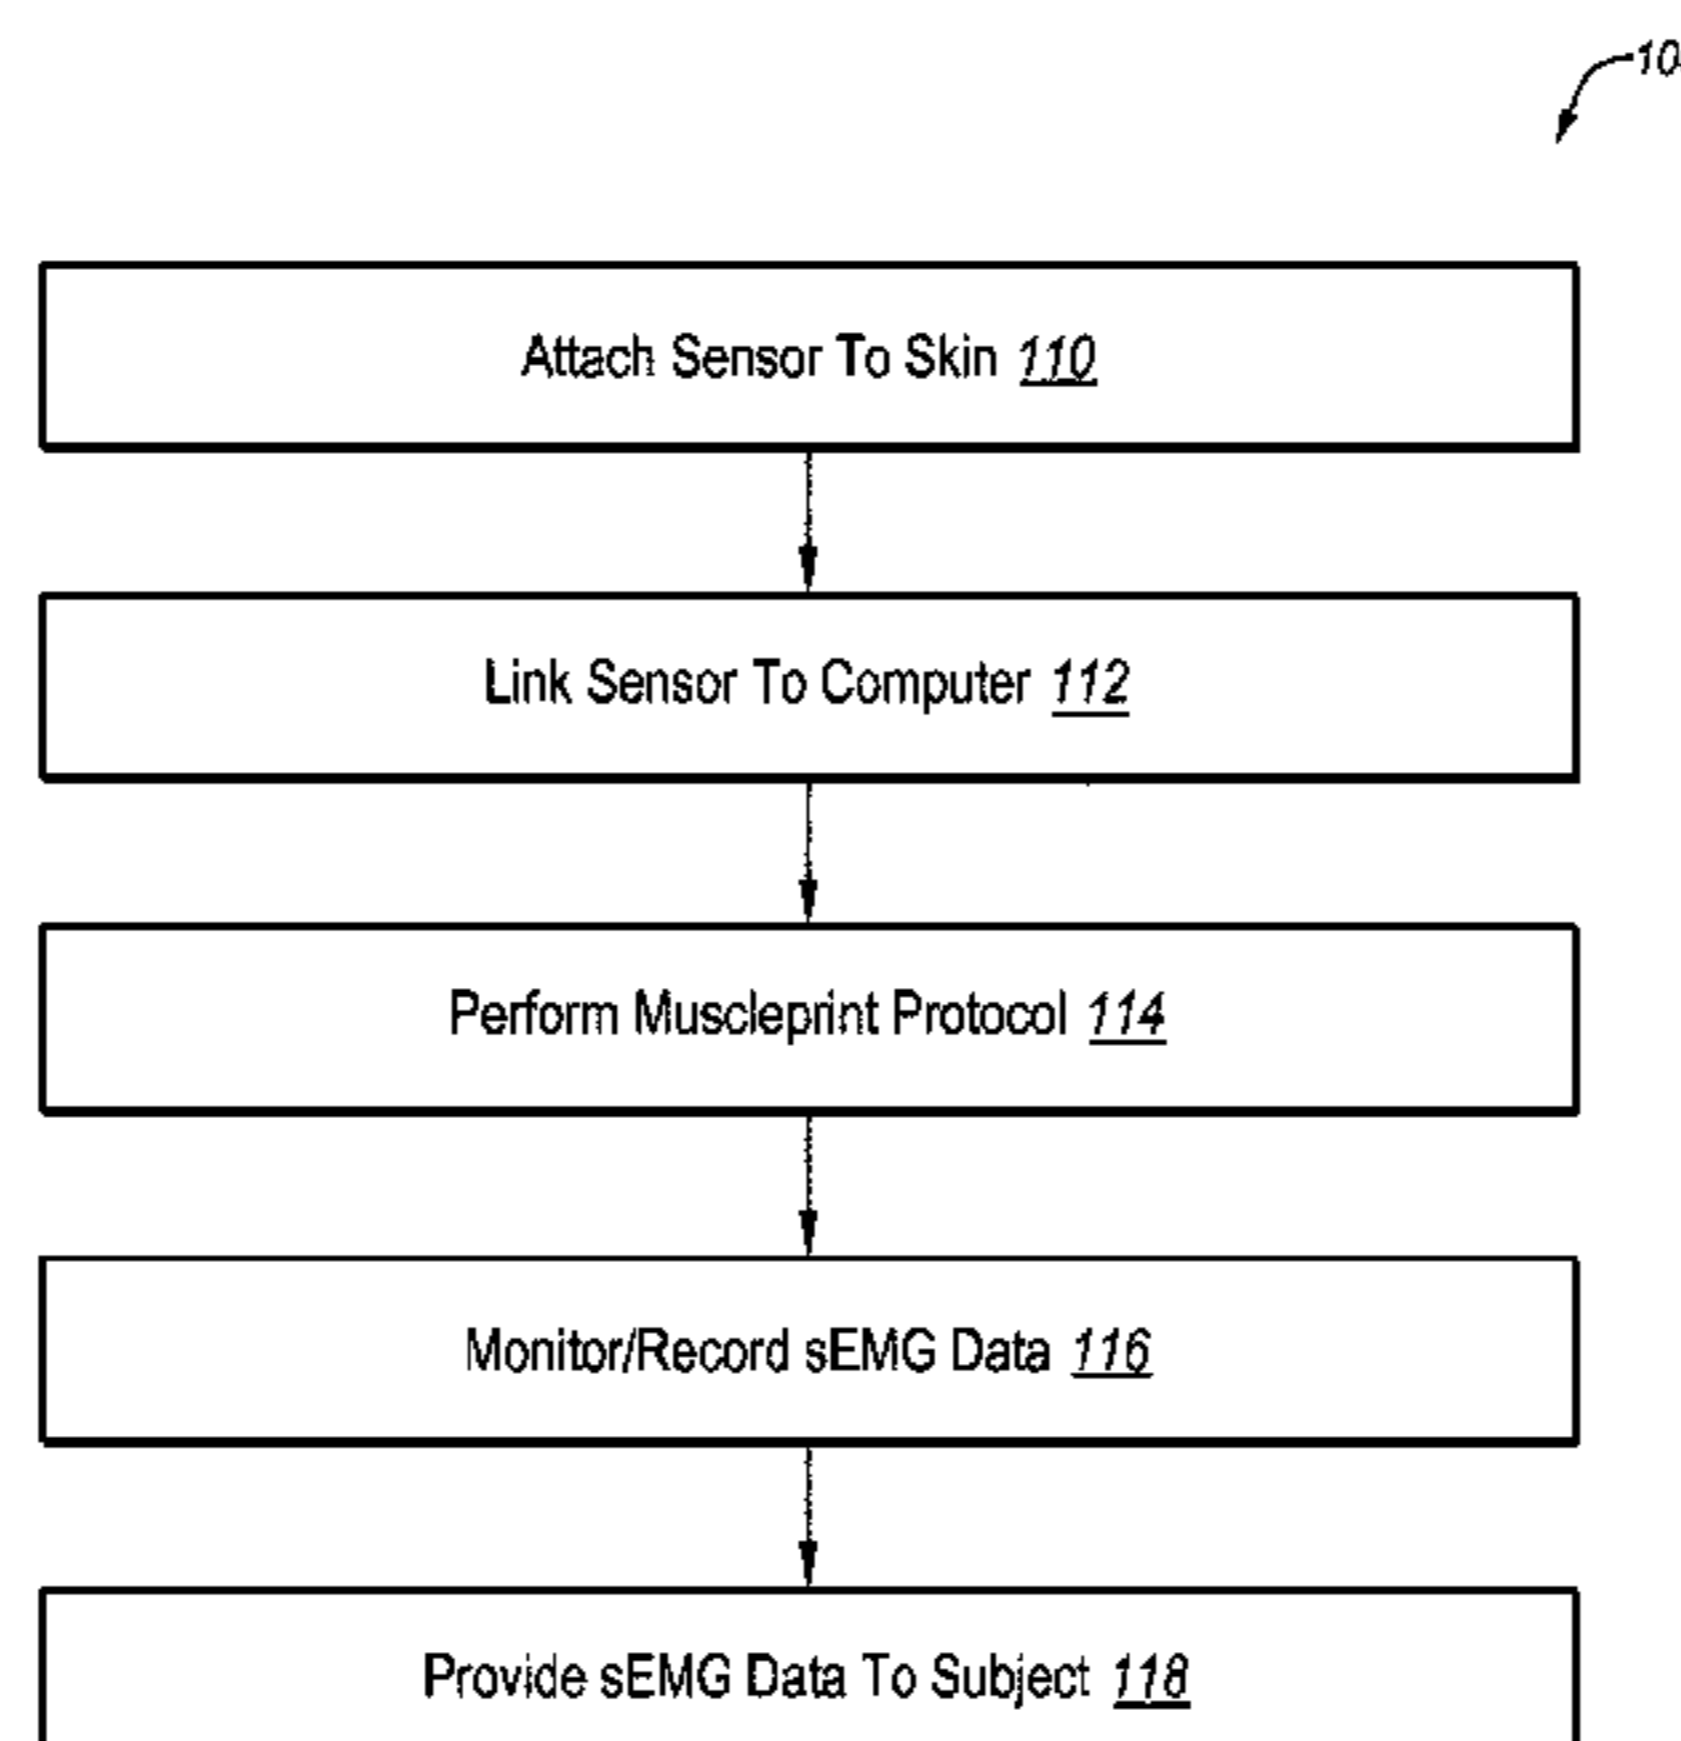 Attach Sensor To Skin 110
Link Sensor To Computer 112
Perform Muscleprint Protocol 114
Monitor/Record sEMG Data 116
Provide sEMG Data To Subject 118